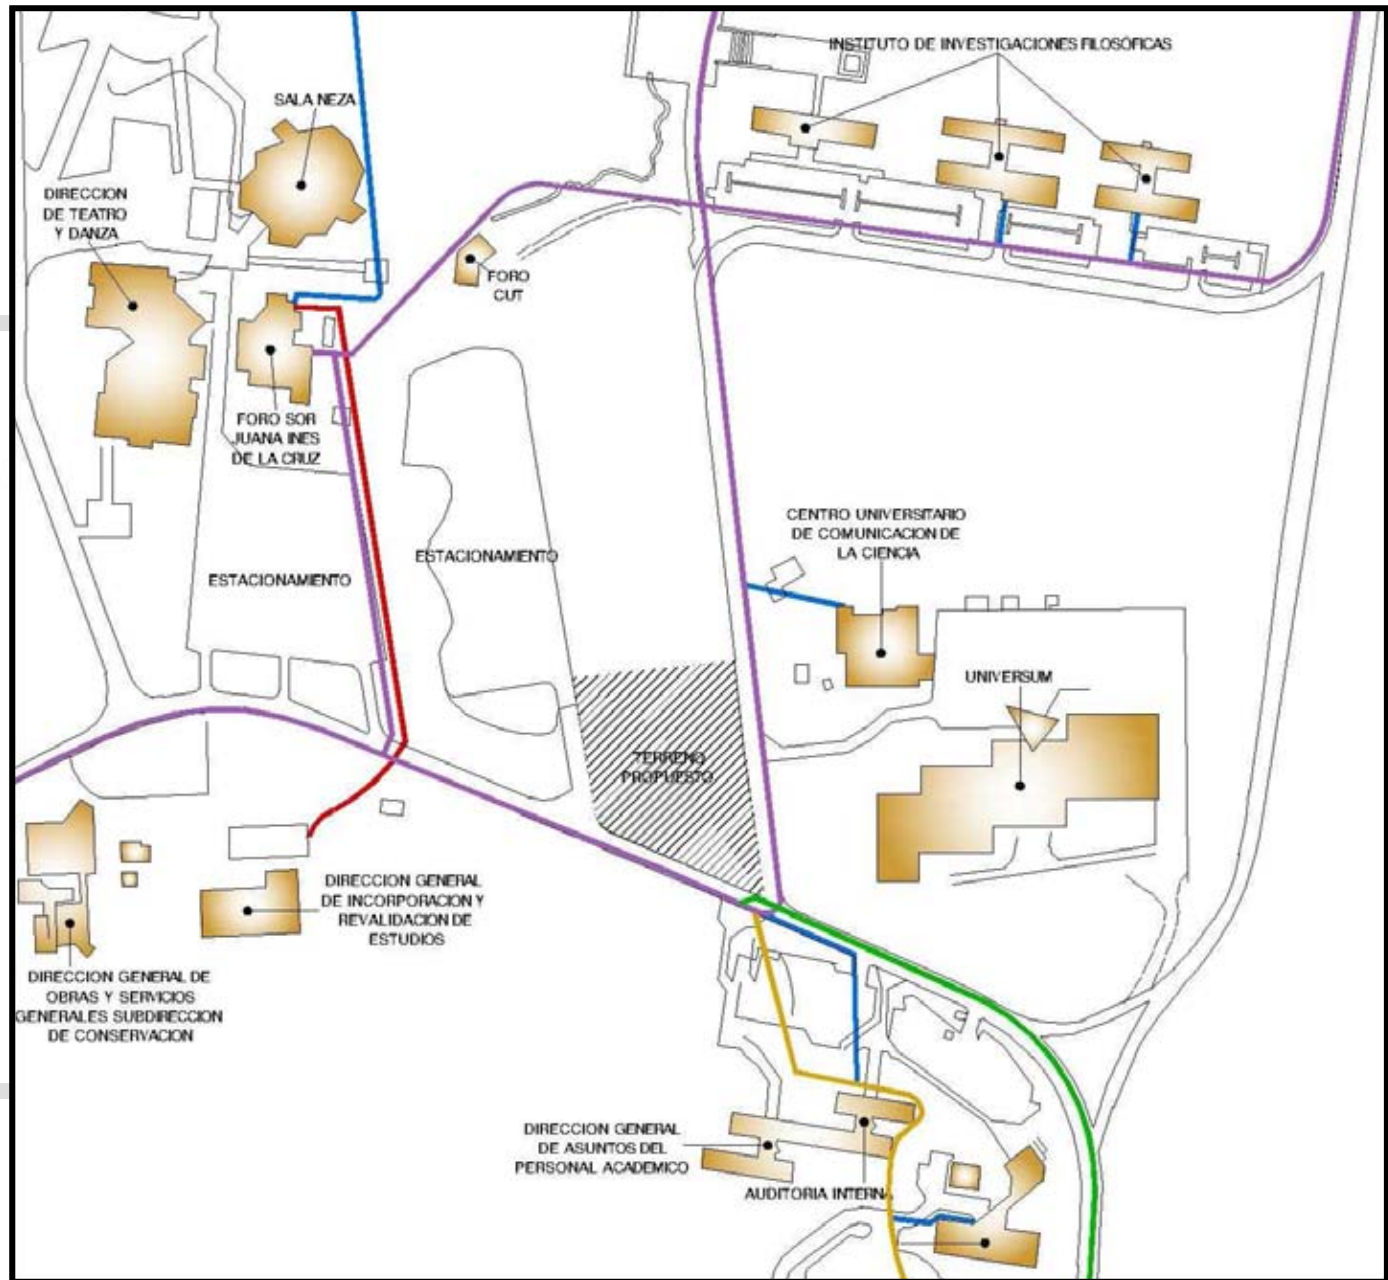 INSTITUTO DE INVESTIGACIONES FILOSÓFICAS
SALA NEZA
DIRECCION
DE TEATRO
Y DANZA
FORO
CUT
FORO SOR
JUANA INES
DE LA CRUZ
CENTRO UNIVERSITARIO
DE COMUNICACION DE
LA CIENCIA
ESTACIONAMIENTO
ESTACIONAMIENTO
UNIVERSUM
TERRENO
PROPUESTO
DIRECCION GENERAL
DE INCORPORACION Y
REVALIDACION DE
ESTUDIOS
DIRECCION GENERAL DE
OBRAS Y SERVICIOS
GENERALES SUBDIRECCION
DE CONSERVACION
DIRECCION GENERAL
DE ASUNTOS DEL
PERSONAL ACADEMICO
AUDITORIA INTERNA